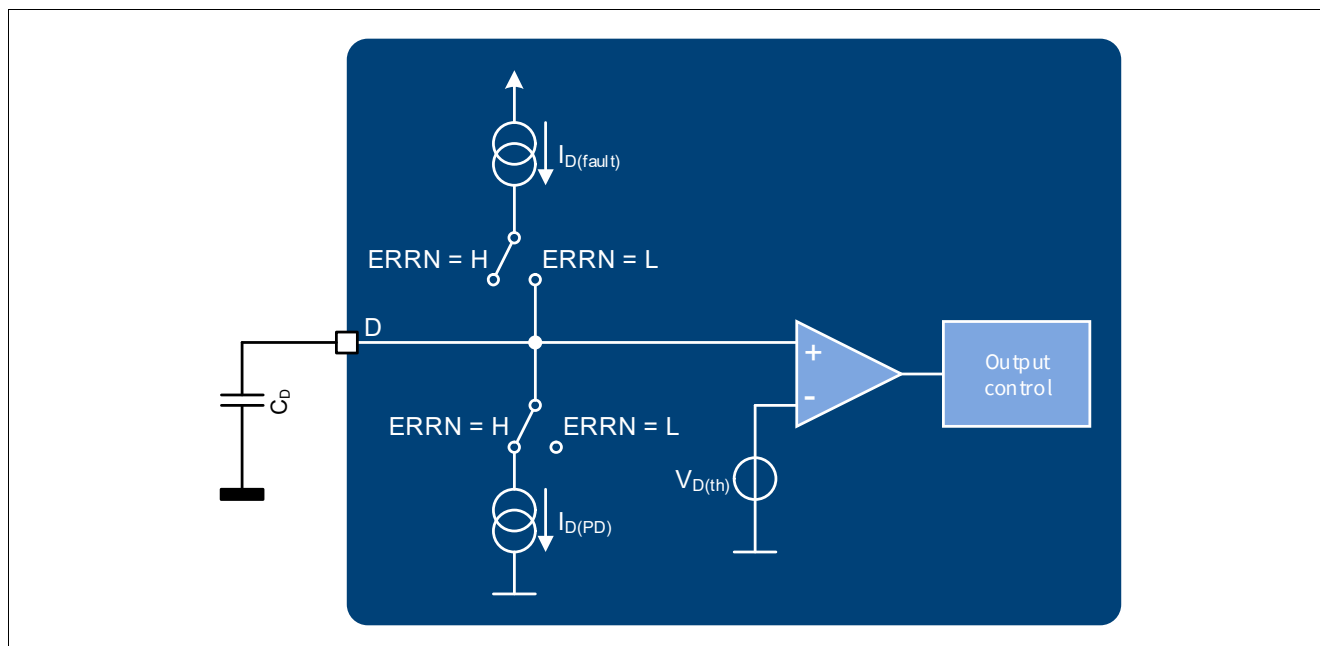 I_D(fault)
ERRN = H
ERRN = L
D
+
-
Output
control
C_D
ERRN = H
ERRN = L
V_D(th)
I_D(PD)